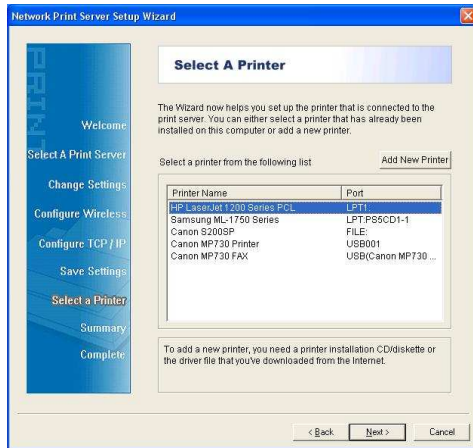 Network Print Server Setup Wizard
PRINT
Select A Printer
The Wizard now helps you set up the printer that is connected to the
print server. You can either select a printer that has already been
installed on this computer or add a new printer.
Welcome
Select A Print Server
Change Settings
Configure Wireless
Configure TCP / IP
Save Settings
Select a Printer
Summary
Complete
Select a printer from the following list
Add New Printer
Printer Name Port
HP LaserJet 1200 Series PCL LPT1:
Samsung ML-1750 Series LPT:PS5CD1-1
Canon S200SP FILE:
Canon MP730 Printer USB001
Canon MP730 FAX USB(Canon MP730 ...
To add a new printer, you need a printer installation CD/diskette or
the driver file that you've downloaded from the Internet.
< Back Next > Cancel